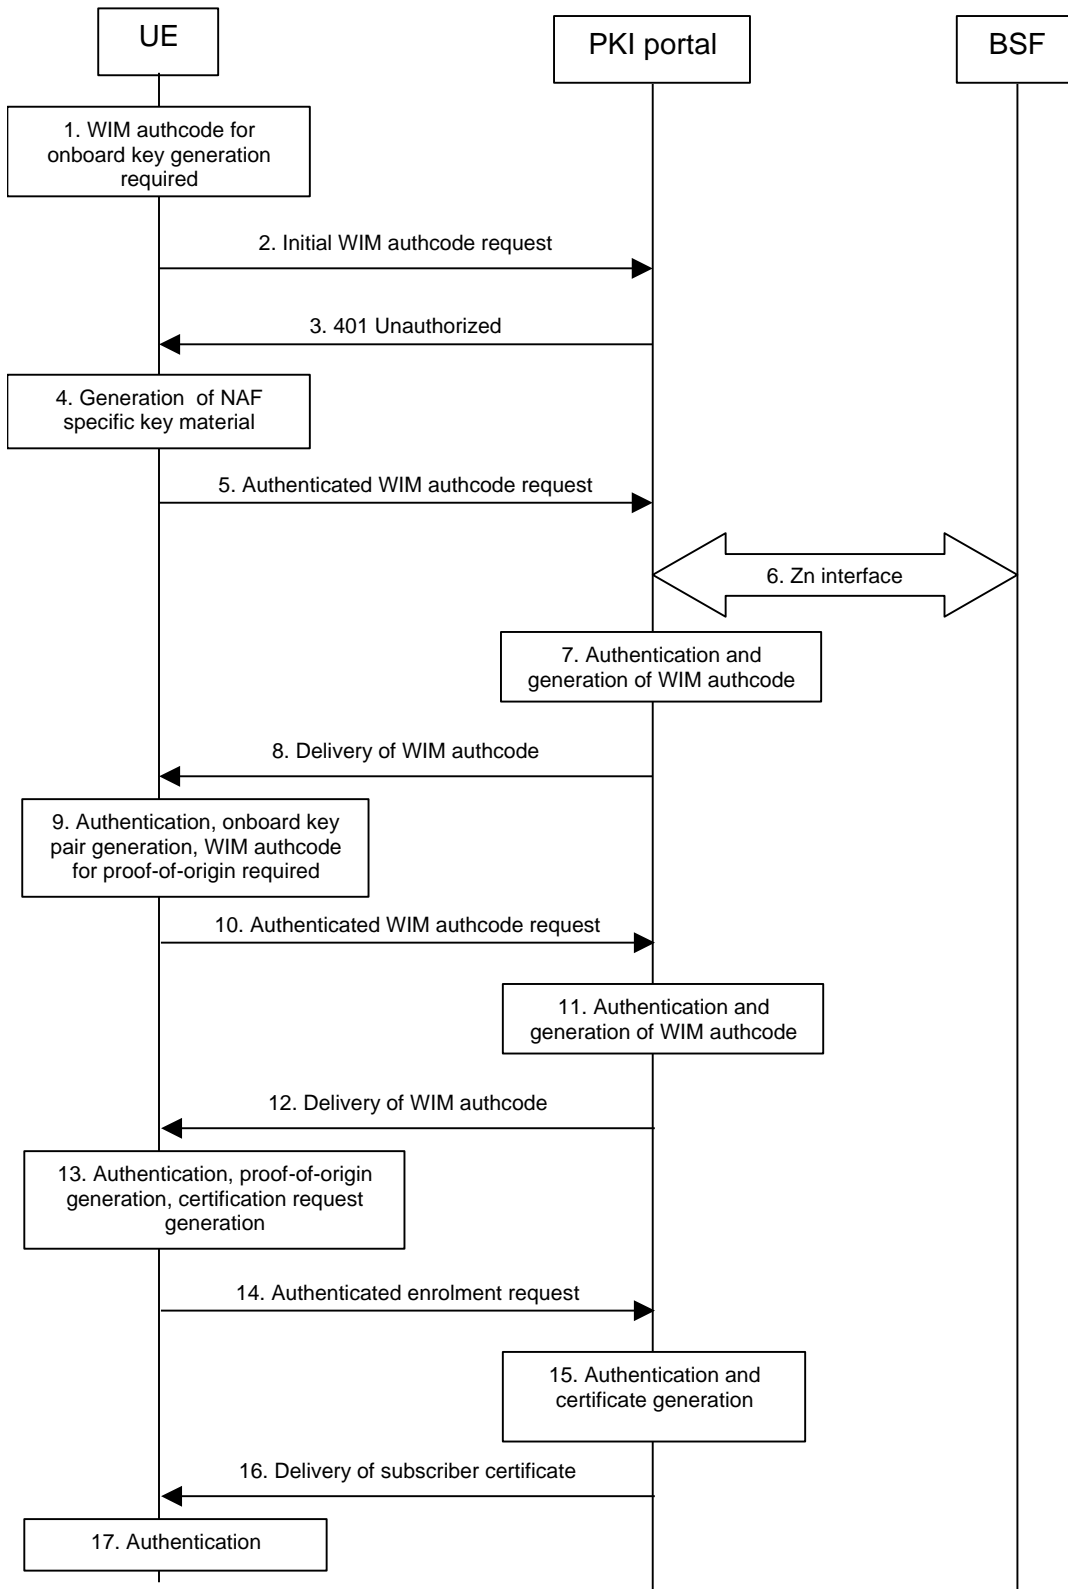 UE
PKI portal
BSF
1. WIM authcode for
onboard key generation
required
2. Initial WIM authcode request
3. 401 Unauthorized
4. Generation of NAF
specific key material
5. Authenticated WIM authcode request
6. Zn interface
7. Authentication and
generation of WIM authcode
8. Delivery of WIM authcode
9. Authentication, onboard key
pair generation, WIM authcode
for proof-of-origin required
10. Authenticated WIM authcode request
11. Authentication and
generation of WIM authcode
12. Delivery of WIM authcode
13. Authentication, proof-of-origin
generation, certification request
generation
14. Authenticated enrolment request
15. Authentication and
certificate generation
16. Delivery of subscriber certificate
17. Authentication